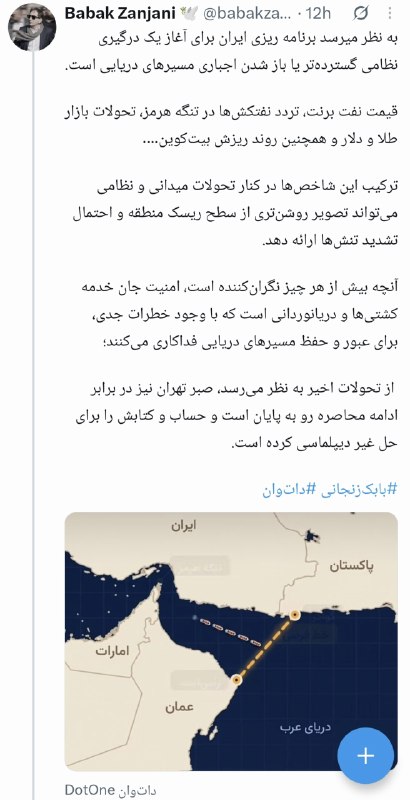 Babak Zanjani 🕊 @babakza... · 12h
به نظر میرسد برنامه ریزی ایران برای آغاز یک درگیری
نظامی گسترده‌تر یا باز شدن اجباری مسیرهای دریایی است.
قیمت نفت برنت، تردد نفتکش‌ها در تنگه هرمز، تحولات بازار
طلا و دلار و همچنین روند ریزش بیت‌کوین....
ترکیب این شاخص‌ها در کنار تحولات میدانی و نظامی
می‌تواند تصویر روشن‌تری از سطح ریسک منطقه و احتمال
تشدید تنش‌ها ارائه دهد.
آنچه بیش از هر چیز نگران‌کننده است، امنیت جان خدمه
کشتی‌ها و دریانوردانی است که با وجود خطرات جدی،
برای عبور و حفظ مسیرهای دریایی فداکاری می‌کنند؛
از تحولات اخیر به نظر می‌رسد، صبر تهران نیز در برابر
ادامه محاصره رو به پایان است و حساب و کتابش را برای
حل غیر دیپلماسی کرده است.
#بابک‌زنجانی #دات‌وان
ایران
پاکستان
تنگه هرمز
امارات
عمان
دریای عرب
دات‌وان DotOne